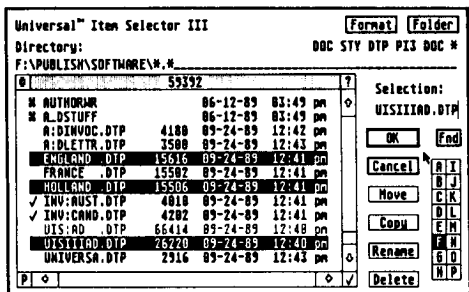 Universal™ Item Selector III Format Folder
Directory: DOC STY DTP PI3 DOC *
F:\PUBLISH\SOFTWARE\*.*
59392 ?
AUTHORWR 06-12-89 03:49 pm
A_DSTUFF 06-12-89 03:49 pm
A:DINVOC.DTP 4180 09-24-89 12:42 pm
A:DLETTR.DTP 3500 09-24-89 12:43 pm
ENGLAND .DTP 15616 09-24-89 12:41 pm
FRANCE .DTP 15502 09-24-89 12:41 pm
HOLLAND .DTP 15506 09-24-89 12:41 pm
✓ INV:AUST.DTP 4010 09-24-89 12:41 pm
✓ INV:CAND.DTP 4202 09-24-89 12:41 pm
UIS:AD .DTP 66414 09-24-89 12:40 pm
UISIIIAD.DTP 26220 09-24-89 12:40 pm
UNIVERSA.DTP 2916 09-24-89 12:43 pm
P ✓
Selection:
UISIIIAD.DTP
OK Fnd
Cancel
Move
Copy
Rename
Delete
A I
B J
C K
D L
E M
F N
G O
H P